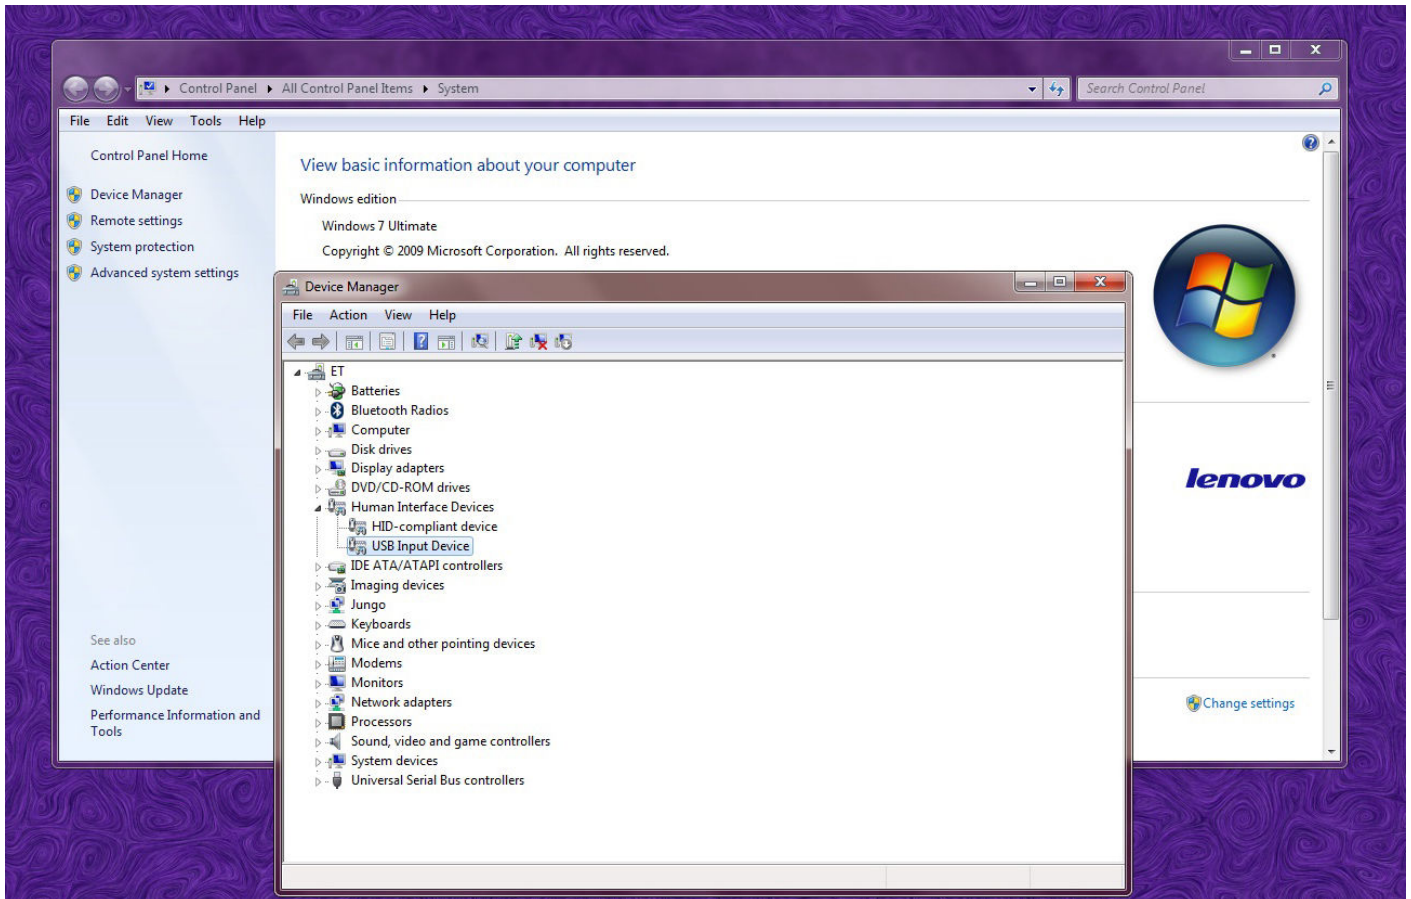 Control Panel
All Control Panel Items
System
Search Control Panel
File Edit View Tools Help
Control Panel Home
Device Manager
Remote settings
System protection
Advanced system settings
See also
Action Center
Windows Update
Performance Information and
Tools
View basic information about your computer
Windows edition
Windows 7 Ultimate
Copyright © 2009 Microsoft Corporation. All rights reserved.
lenovo
Change settings
Device Manager
File Action View Help
ET
Batteries
Bluetooth Radios
Computer
Disk drives
Display adapters
DVD/CD-ROM drives
Human Interface Devices
HID-compliant device
USB Input Device
IDE ATA/ATAPI controllers
Imaging devices
Jungo
Keyboards
Mice and other pointing devices
Modems
Monitors
Network adapters
Processors
Sound, video and game controllers
System devices
Universal Serial Bus controllers